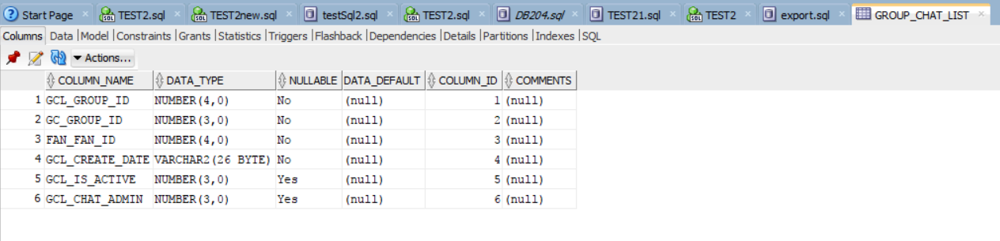 Start Page TEST2.sql TEST2new.sql testSql2.sql TEST2.sql DB204.sql TEST21.sql TEST2 export.sql GROUP_CHAT_LIST
Columns Data Model Constraints Grants Statistics Triggers Flashback Dependencies Details Partitions Indexes SQL
Actions...
COLUMN_NAME DATA_TYPE NULLABLE DATA_DEFAULT COLUMN_ID COMMENTS
1 GCL_GROUP_ID NUMBER(4,0) No (null) 1 (null)
2 GC_GROUP_ID NUMBER(3,0) No (null) 2 (null)
3 FAN_FAN_ID NUMBER(4,0) No (null) 3 (null)
4 GCL_CREATE_DATE VARCHAR2(26 BYTE) No (null) 4 (null)
5 GCL_IS_ACTIVE NUMBER(3,0) Yes (null) 5 (null)
6 GCL_CHAT_ADMIN NUMBER(3,0) Yes (null) 6 (null)